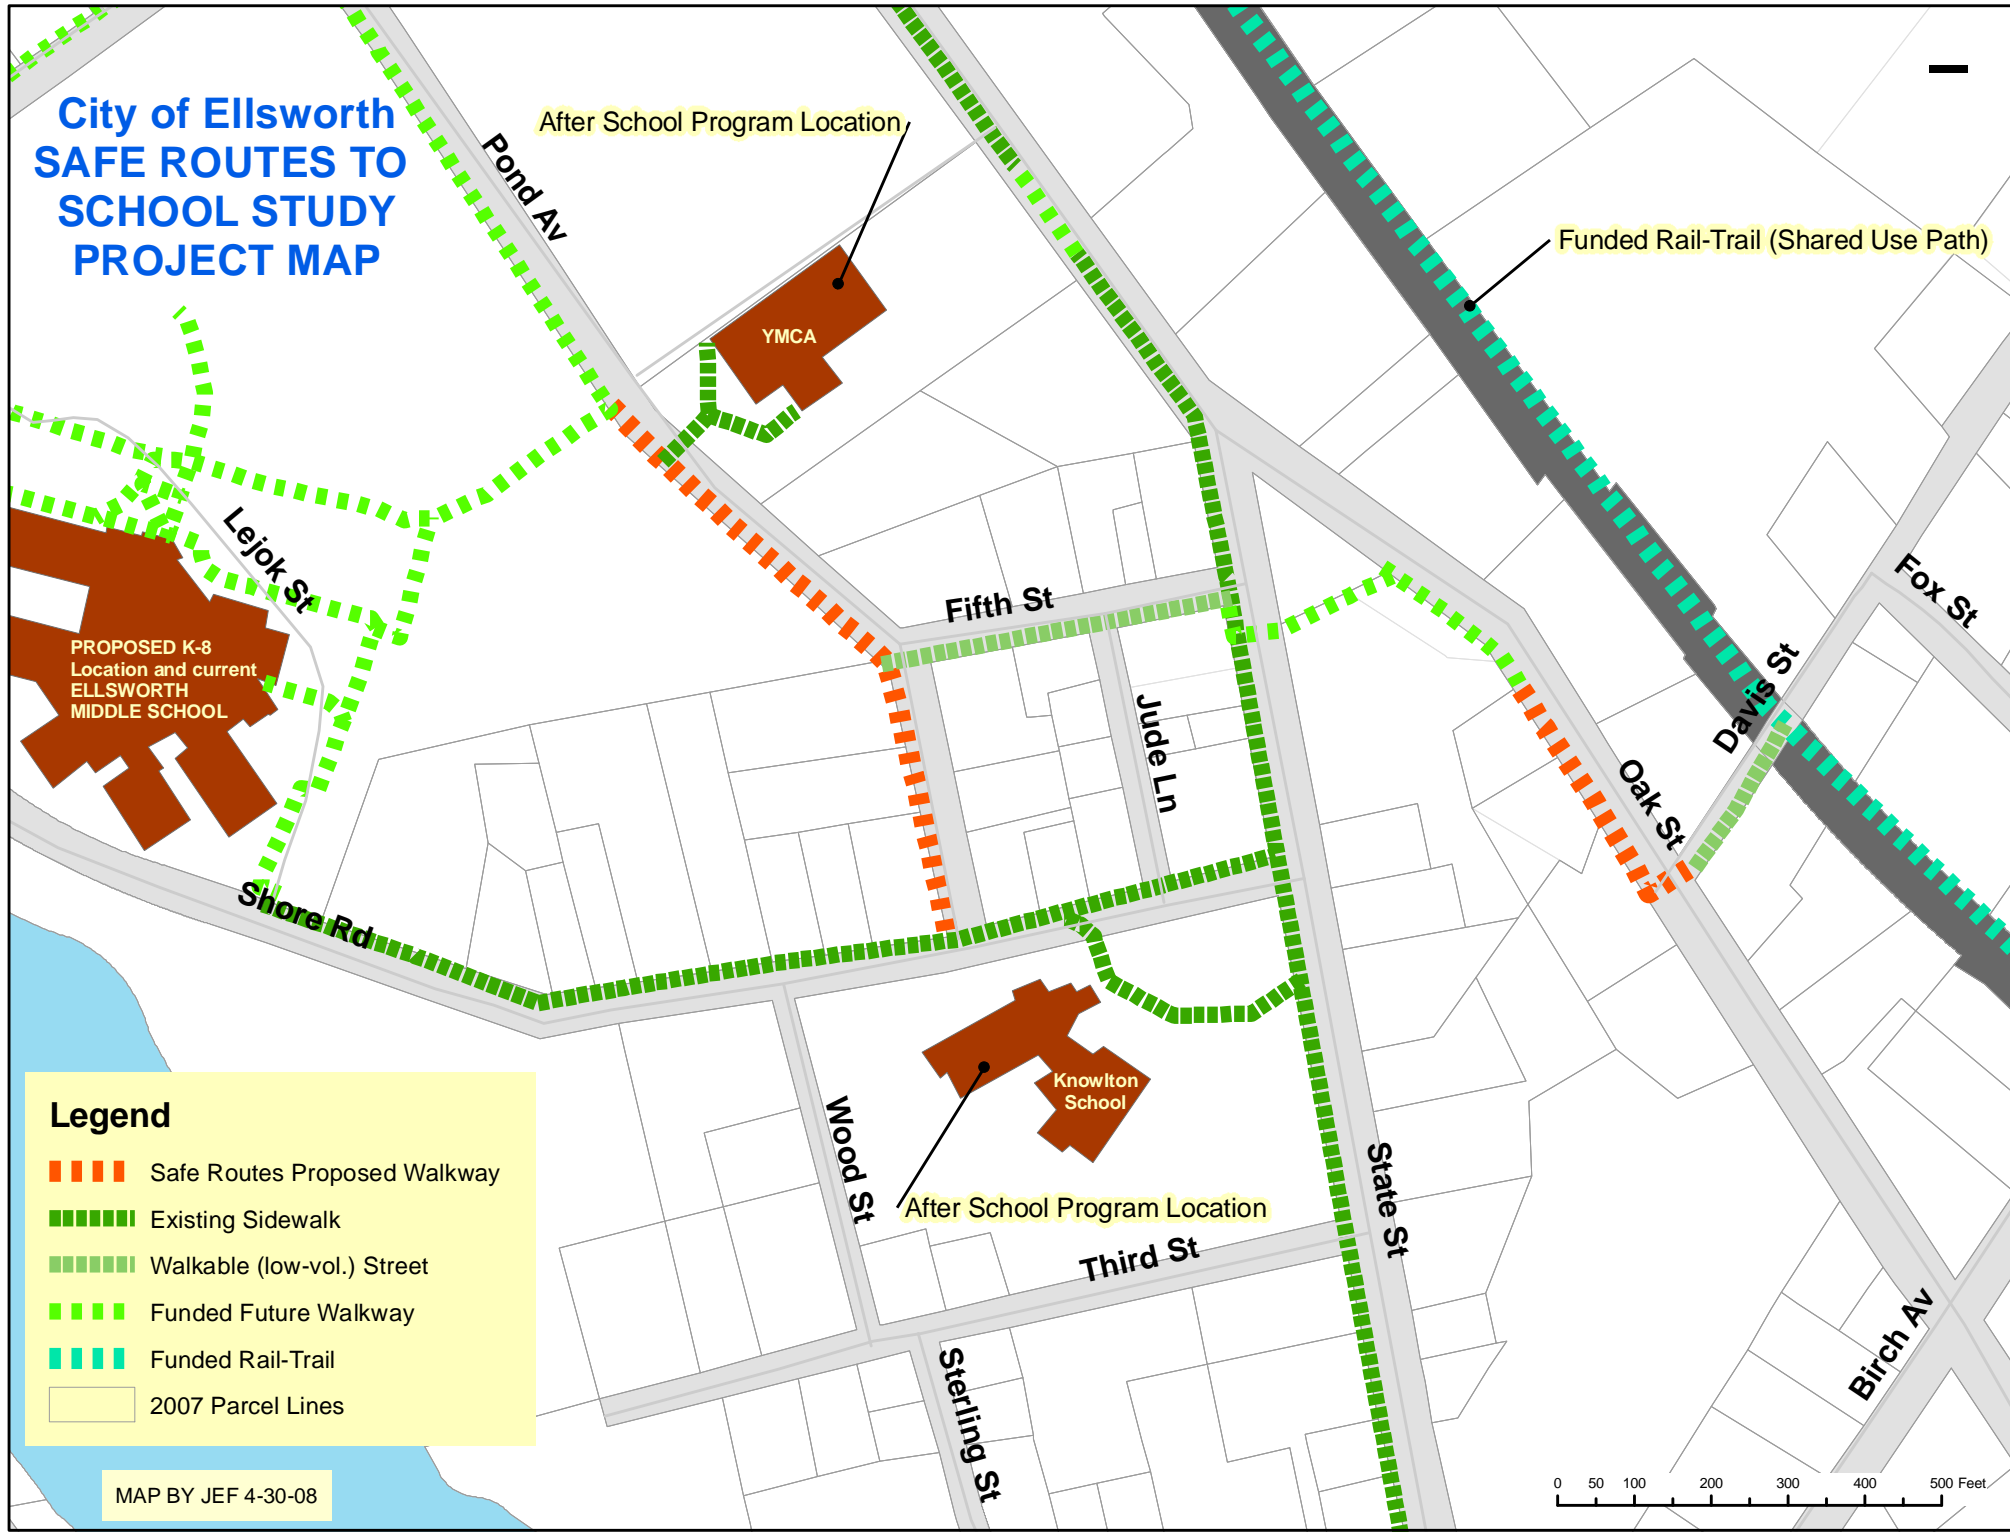 City of Ellsworth
SAFE ROUTES TO
SCHOOL STUDY
PROJECT MAP
After School Program Location
Pond Av
Funded Rail-Trail (Shared Use Path)
YMCA
Lejok St
Fifth St
Fox St
PROPOSED K-8
Location and current
ELLSWORTH
MIDDLE SCHOOL
Jude Ln
Davis St
Oak St
Shore Rd
Knowlton
School
Wood St
State St
After School Program Location
Third St
Birch Av
Sterling St
Legend
Safe Routes Proposed Walkway
Existing Sidewalk
Walkable (low-vol.) Street
Funded Future Walkway
Funded Rail-Trail
2007 Parcel Lines
MAP BY JEF 4-30-08
0 50 100 200 300 400 500 Feet